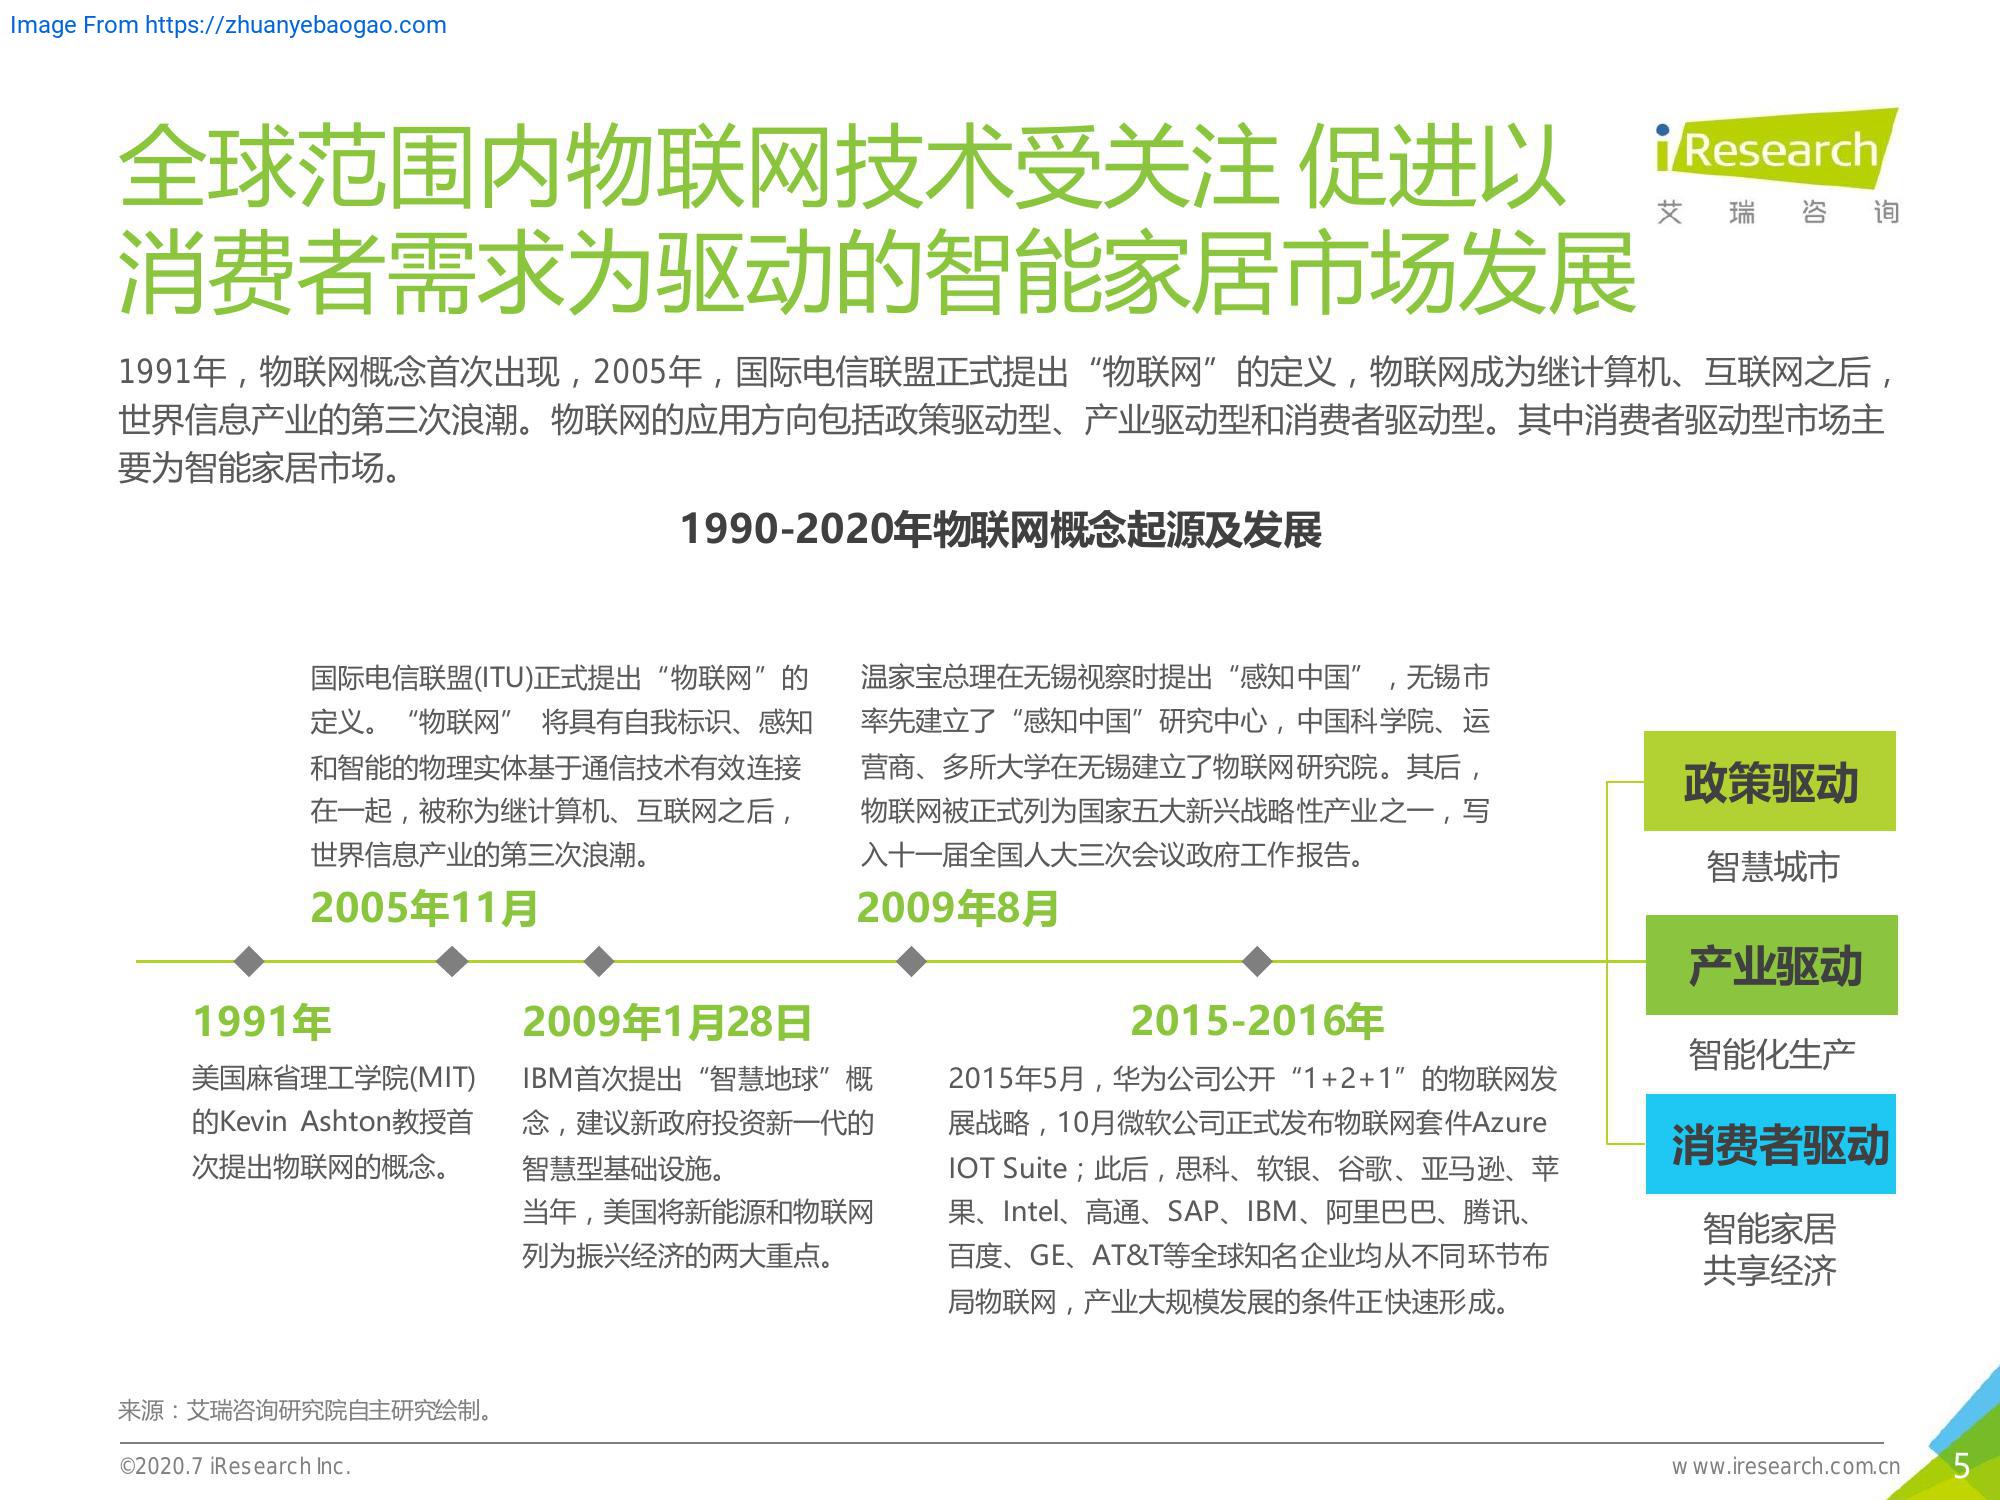 Image From https://zhuanyebaogao.com
全球范围内物联网技术受关注 促进以
消费者需求为驱动的智能家居市场发展
iResearch
艾瑞咨询
1991年，物联网概念首次出现，2005年，国际电信联盟正式提出“物联网”的定义，物联网成为继计算机、互联网之后，
世界信息产业的第三次浪潮。物联网的应用方向包括政策驱动型、产业驱动型和消费者驱动型。其中消费者驱动型市场主
要为智能家居市场。
1990-2020年物联网概念起源及发展
国际电信联盟(ITU)正式提出“物联网”的
定义。“物联网” 将具有自我标识、感知
和智能的物理实体基于通信技术有效连接
在一起，被称为继计算机、互联网之后，
世界信息产业的第三次浪潮。
2005年11月
温家宝总理在无锡视察时提出“感知中国”，无锡市
率先建立了“感知中国”研究中心，中国科学院、运
营商、多所大学在无锡建立了物联网研究院。其后，
物联网被正式列为国家五大新兴战略性产业之一，写
入十一届全国人大三次会议政府工作报告。
2009年8月
1991年
美国麻省理工学院(MIT)
的Kevin Ashton教授首
次提出物联网的概念。
2009年1月28日
IBM首次提出“智慧地球”概
念，建议新政府投资新一代的
智慧型基础设施。
当年，美国将新能源和物联网
列为振兴经济的两大重点。
2015-2016年
2015年5月，华为公司公开“1+2+1”的物联网发
展战略，10月微软公司正式发布物联网套件Azure
IOT Suite；此后，思科、软银、谷歌、亚马逊、苹
果、Intel、高通、SAP、IBM、阿里巴巴、腾讯、
百度、GE、AT&T等全球知名企业均从不同环节布
局物联网，产业大规模发展的条件正快速形成。
政策驱动
智慧城市
产业驱动
智能化生产
消费者驱动
智能家居
共享经济
来源：艾瑞咨询研究院自主研究绘制。
©2020.7 iResearch Inc.
www.iresearch.com.cn
5